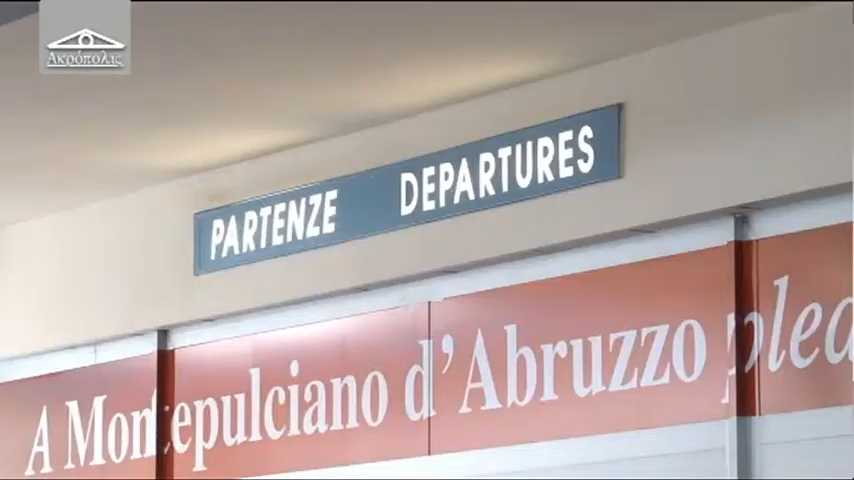 Ακρόπολις
PARTENZE DEPARTURES
A Montepulciano d'Abruzzo